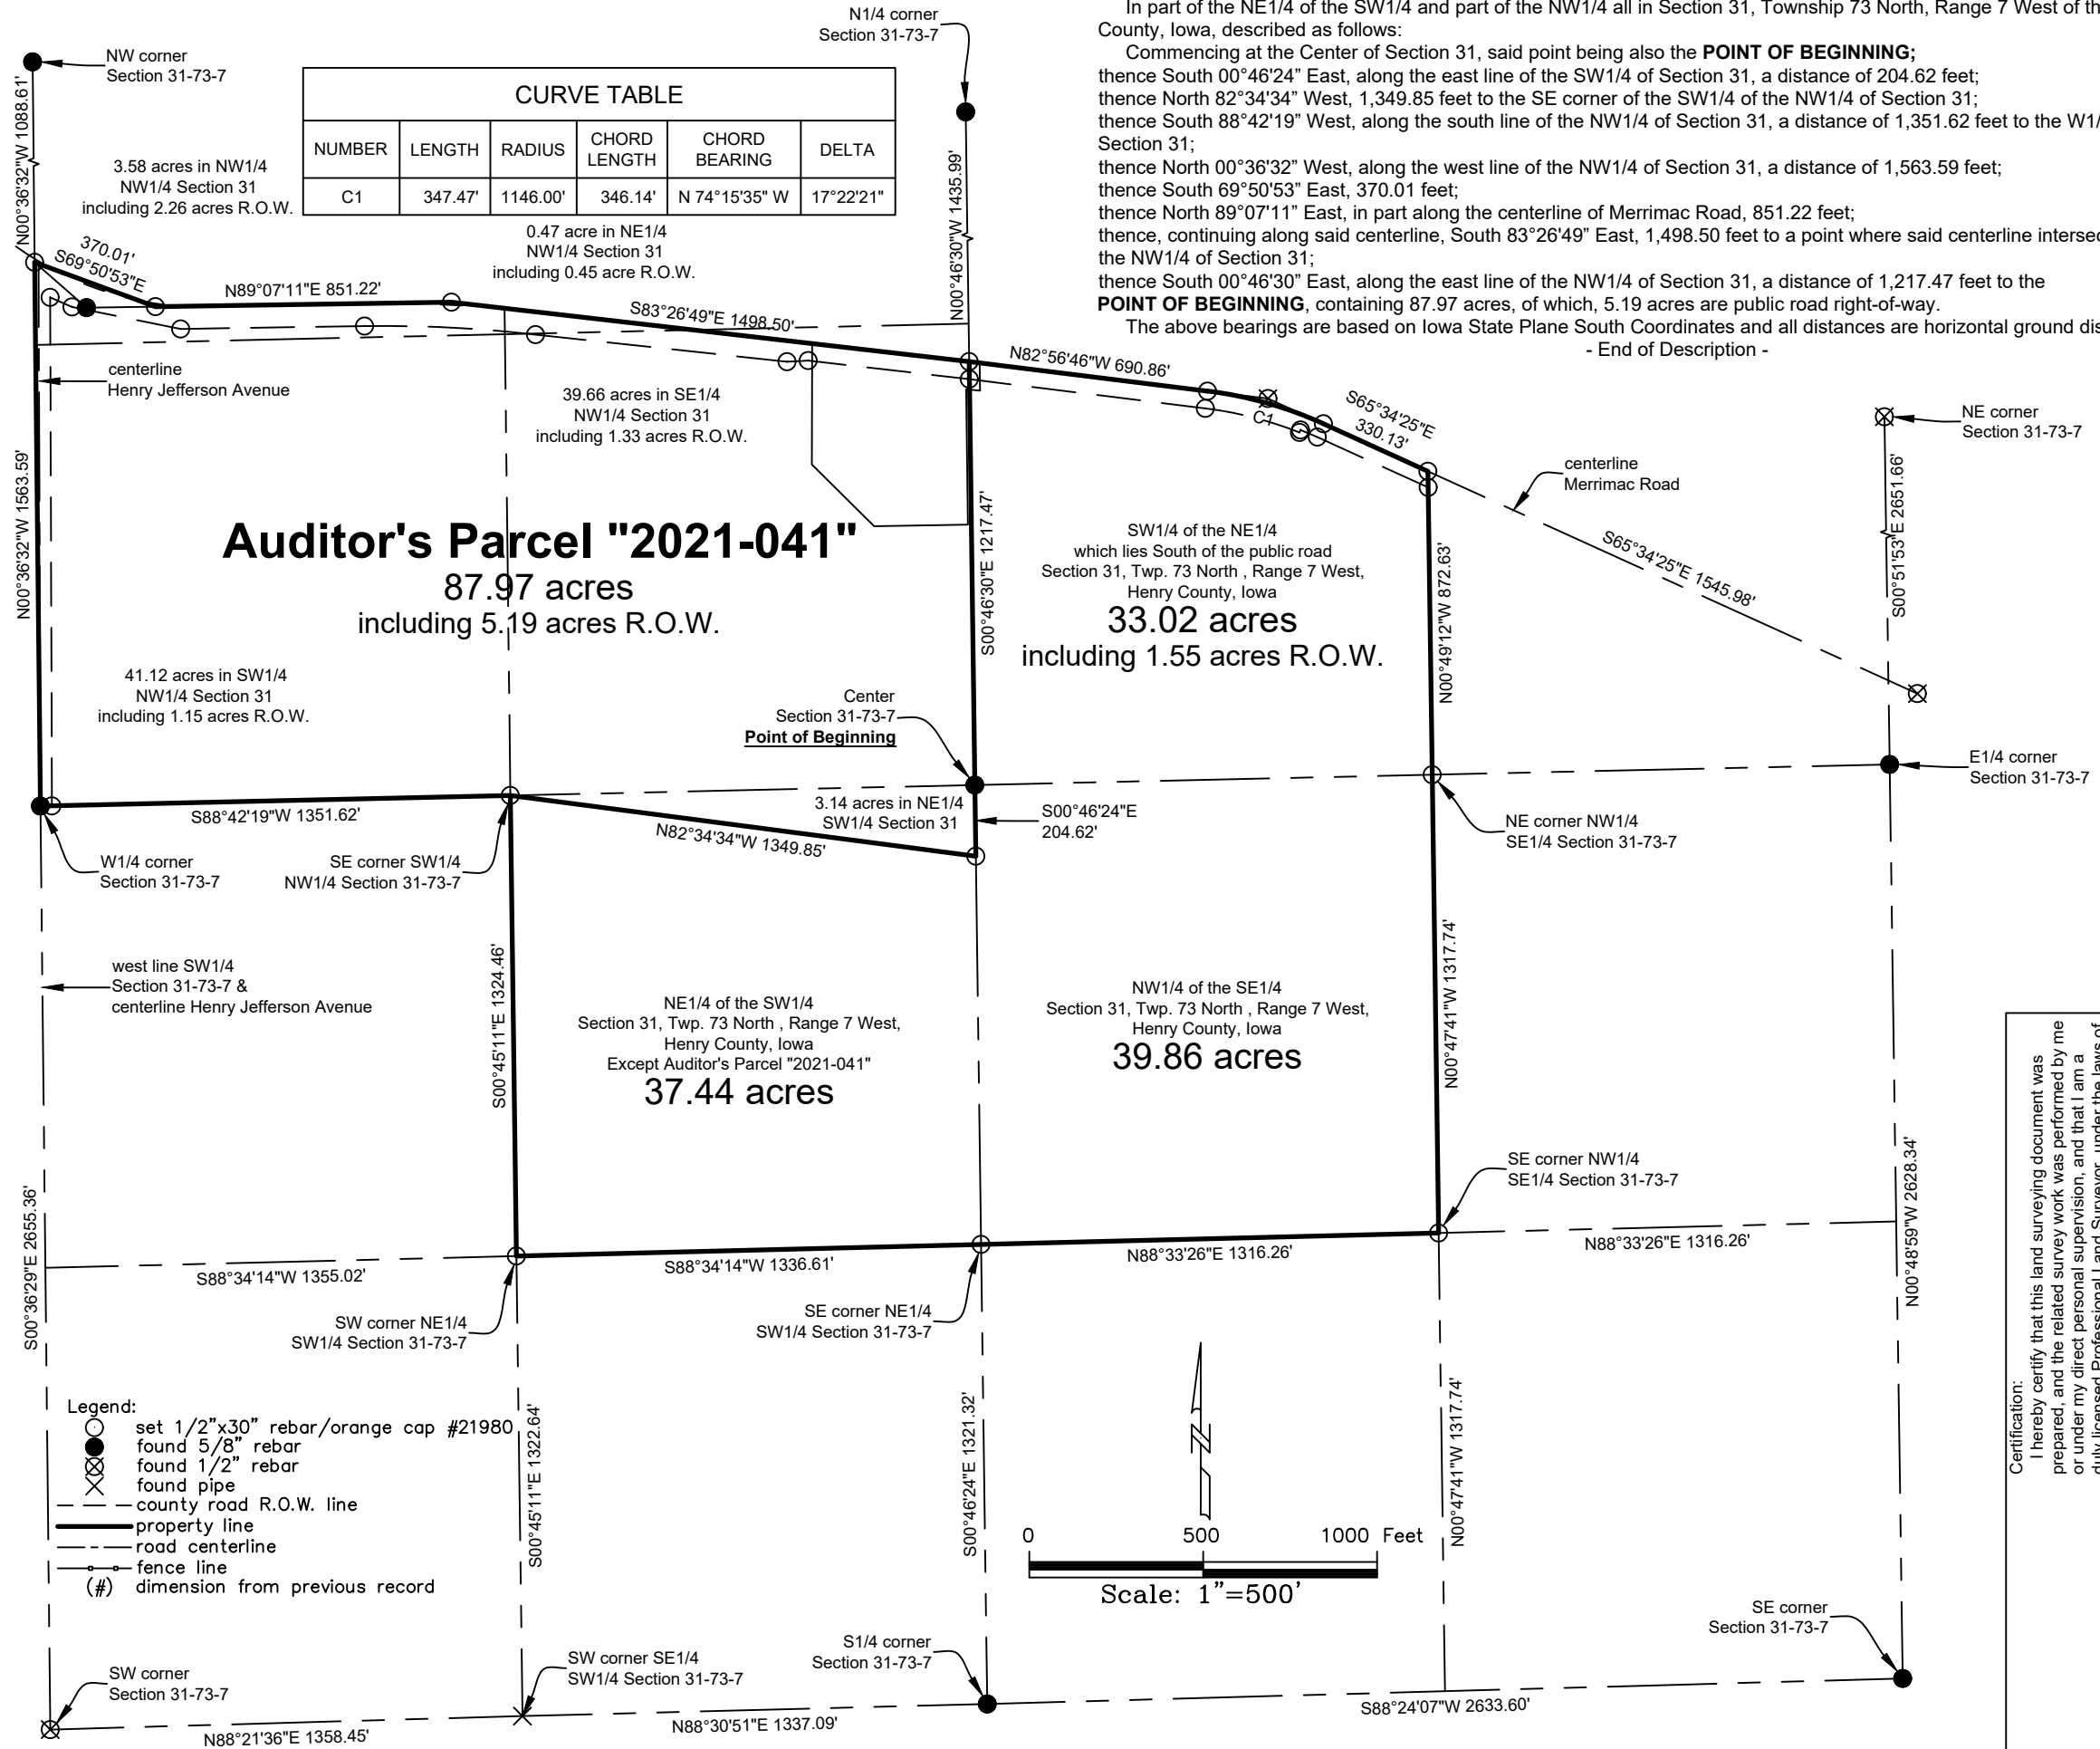 In part of the NE1/4 of the SW1/4 and part of the NW1/4 all in Section 31, Township 73 North, Range 7 West of th
County, Iowa, described as follows:
Commencing at the Center of Section 31, said point being also the POINT OF BEGINNING;
thence South 00°46'24” East, along the east line of the SW1/4 of Section 31, a distance of 204.62 feet;
thence North 82°34'34” West, 1,349.85 feet to the SE corner of the SW1/4 of the NW1/4 of Section 31;
thence South 88°42'19” West, along the south line of the NW1/4 of Section 31, a distance of 1,351.62 feet to the W1/
Section 31;
thence North 00°36'32” West, along the west line of the NW1/4 of Section 31, a distance of 1,563.59 feet;
thence South 69°50'53” East, 370.01 feet;
thence North 89°07'11” East, in part along the centerline of Merrimac Road, 851.22 feet;
thence, continuing along said centerline, South 83°26'49” East, 1,498.50 feet to a point where said centerline intersec
the NW1/4 of Section 31;
thence South 00°46'30” East, along the east line of the NW1/4 of Section 31, a distance of 1,217.47 feet to the
POINT OF BEGINNING, containing 87.97 acres, of which, 5.19 acres are public road right-of-way.
The above bearings are based on Iowa State Plane South Coordinates and all distances are horizontal ground dis
- End of Description -
N1/4 corner
Section 31-73-7
NW corner
Section 31-73-7
CURVE TABLE
NUMBER LENGTH RADIUS CHORD LENGTH CHORD BEARING DELTA
C1 347.47' 1146.00' 346.14' N 74°15'35" W 17°22'21"
N00°36'32"W 1088.61'
3.58 acres in NW1/4
NW1/4 Section 31
including 2.26 acres R.O.W.
0.47 acre in NE1/4
NW1/4 Section 31
including 0.45 acre R.O.W.
N00°46'30"W 1435.99'
370.01'
S69°50'53"E
N89°07'11"E 851.22'
S83°26'49"E 1498.50'
N82°56'46"W 690.86'
C1
S65°34'25"E
330.13'
centerline
Henry Jefferson Avenue
39.66 acres in SE1/4
NW1/4 Section 31
including 1.33 acres R.O.W.
NE corner
Section 31-73-7
centerline
Merrimac Road
S65°34'25"E 1545.98'
S00°51'53"E 2651.66'
N00°36'32"W 1563.59'
Auditor's Parcel "2021-041"
87.97 acres
including 5.19 acres R.O.W.
S00°46'30"E 1217.47'
SW1/4 of the NE1/4
which lies South of the public road
Section 31, Twp. 73 North , Range 7 West,
Henry County, Iowa
33.02 acres
including 1.55 acres R.O.W.
N00°49'12"W 872.63'
41.12 acres in SW1/4
NW1/4 Section 31
including 1.15 acres R.O.W.
Center
Section 31-73-7
Point of Beginning
E1/4 corner
Section 31-73-7
S88°42'19"W 1351.62'
N82°34'34"W 1349.85'
3.14 acres in NE1/4
SW1/4 Section 31
S00°46'24"E
204.62'
NE corner NW1/4
SE1/4 Section 31-73-7
W1/4 corner
Section 31-73-7
SE corner SW1/4
NW1/4 Section 31-73-7
west line SW1/4
Section 31-73-7 &
centerline Henry Jefferson Avenue
S00°45'11"E 1324.46'
NE1/4 of the SW1/4
Section 31, Twp. 73 North , Range 7 West,
Henry County, Iowa
Except Auditor's Parcel "2021-041"
37.44 acres
NW1/4 of the SE1/4
Section 31, Twp. 73 North , Range 7 West,
Henry County, Iowa
39.86 acres
N00°47'41"W 1317.74'
SE corner NW1/4
SE1/4 Section 31-73-7
S00°36'29"E 2655.36'
N00°48'59"W 2628.34'
S88°34'14"W 1355.02'
S88°34'14"W 1336.61'
N88°33'26"E 1316.26'
N88°33'26"E 1316.26'
SW corner NE1/4
SW1/4 Section 31-73-7
SE corner NE1/4
SW1/4 Section 31-73-7
Legend:
set 1/2”x30” rebar/orange cap #21980
found 5/8” rebar
found 1/2” rebar
found pipe
county road R.O.W. line
property line
road centerline
fence line
(#) dimension from previous record
S00°45'11"E 1322.64'
S00°46'24"E 1321.32'
N
0 500 1000 Feet
Scale: 1”=500’
N00°47'41"W 1317.74'
SE corner
Section 31-73-7
S1/4 corner
Section 31-73-7
SW corner SE1/4
SW1/4 Section 31-73-7
SW corner
Section 31-73-7
N88°21'36"E 1358.45'
N88°30'51"E 1337.09'
S88°24'07"W 2633.60'
Certification:
I hereby certify that this land surveying document was
prepared, and the related survey work was performed by me
or under my direct personal supervision, and that I am a
duly licensed Professional Land Surveyor under the laws of